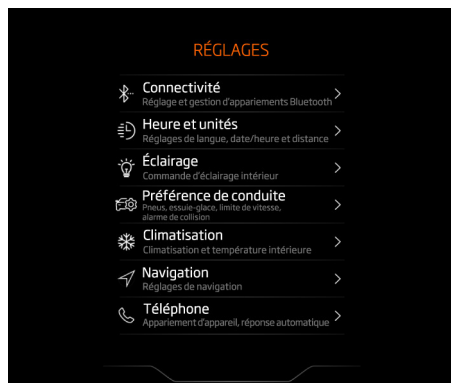 RÉGLAGES
Connectivité
Réglage et gestion d'appariements Bluetooth
Heure et unités
Réglages de langue, date/heure et distance
Éclairage
Commande d'éclairage intérieur
Préférence de conduite
Pneus, essuie-glace, limite de vitesse,
alarme de collision
Climatisation
Climatisation et température intérieure
Navigation
Réglages de navigation
Téléphone
Appariement d'appareil, réponse automatique